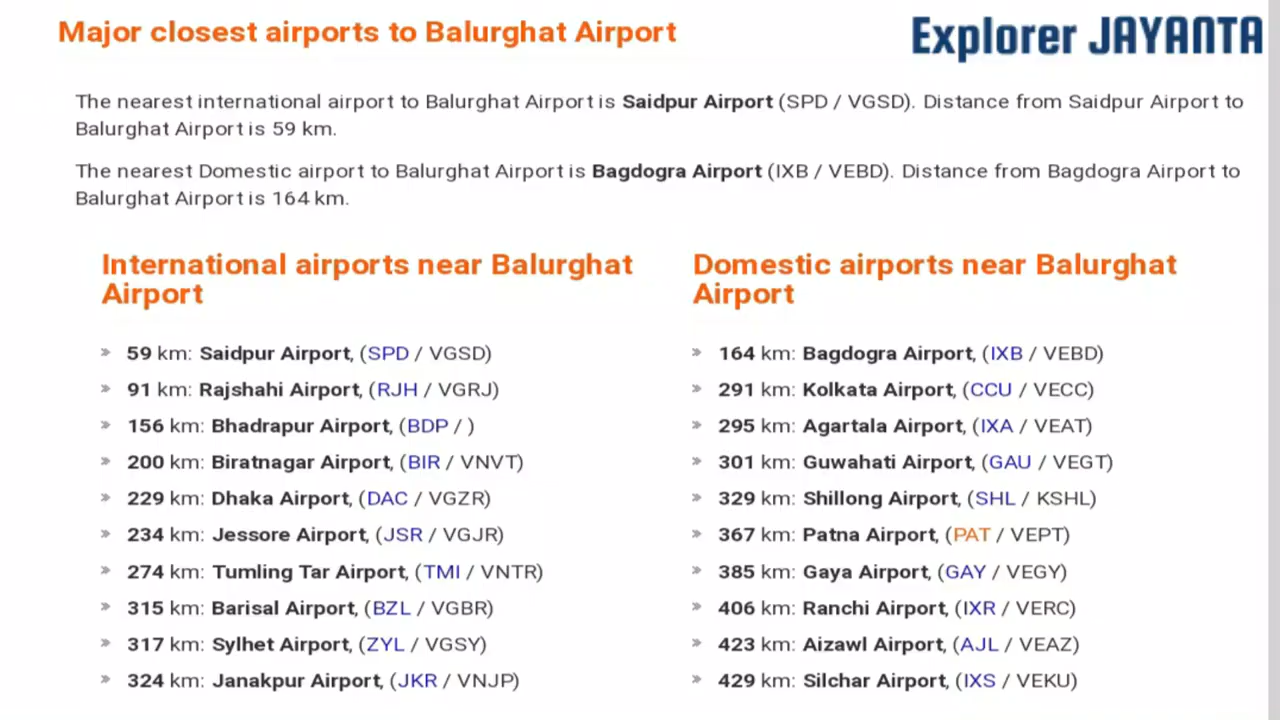 Major closest airports to Balurghat Airport
Explorer JAYANTA
The nearest international airport to Balurghat Airport is Saidpur Airport (SPD / VGSD). Distance from Saidpur Airport to
Balurghat Airport is 59 km.
The nearest Domestic airport to Balurghat Airport is Bagdogra Airport (IXB / VEBD). Distance from Bagdogra Airport to
Balurghat Airport is 164 km.
International airports near Balurghat
Airport
» 59 km: Saidpur Airport, (SPD / VGSD)
» 91 km: Rajshahi Airport, (RJH / VGRJ)
» 156 km: Bhadrapur Airport, (BDP / )
» 200 km: Biratnagar Airport, (BIR / VNVT)
» 229 km: Dhaka Airport, (DAC / VGZR)
» 234 km: Jessore Airport, (JSR / VGJR)
» 274 km: Tumling Tar Airport, (TMI / VNTR)
» 315 km: Barisal Airport, (BZL / VGBR)
» 317 km: Sylhet Airport, (ZYL / VGSY)
» 324 km: Janakpur Airport, (JKR / VNJP)
Domestic airports near Balurghat
Airport
» 164 km: Bagdogra Airport, (IXB / VEBD)
» 291 km: Kolkata Airport, (CCU / VECC)
» 295 km: Agartala Airport, (IXA / VEAT)
» 301 km: Guwahati Airport, (GAU / VEGT)
» 329 km: Shillong Airport, (SHL / KSHL)
» 367 km: Patna Airport, (PAT / VEPT)
» 385 km: Gaya Airport, (GAY / VEGY)
» 406 km: Ranchi Airport, (IXR / VERC)
» 423 km: Aizawl Airport, (AJL / VEAZ)
» 429 km: Silchar Airport, (IXS / VEKU)